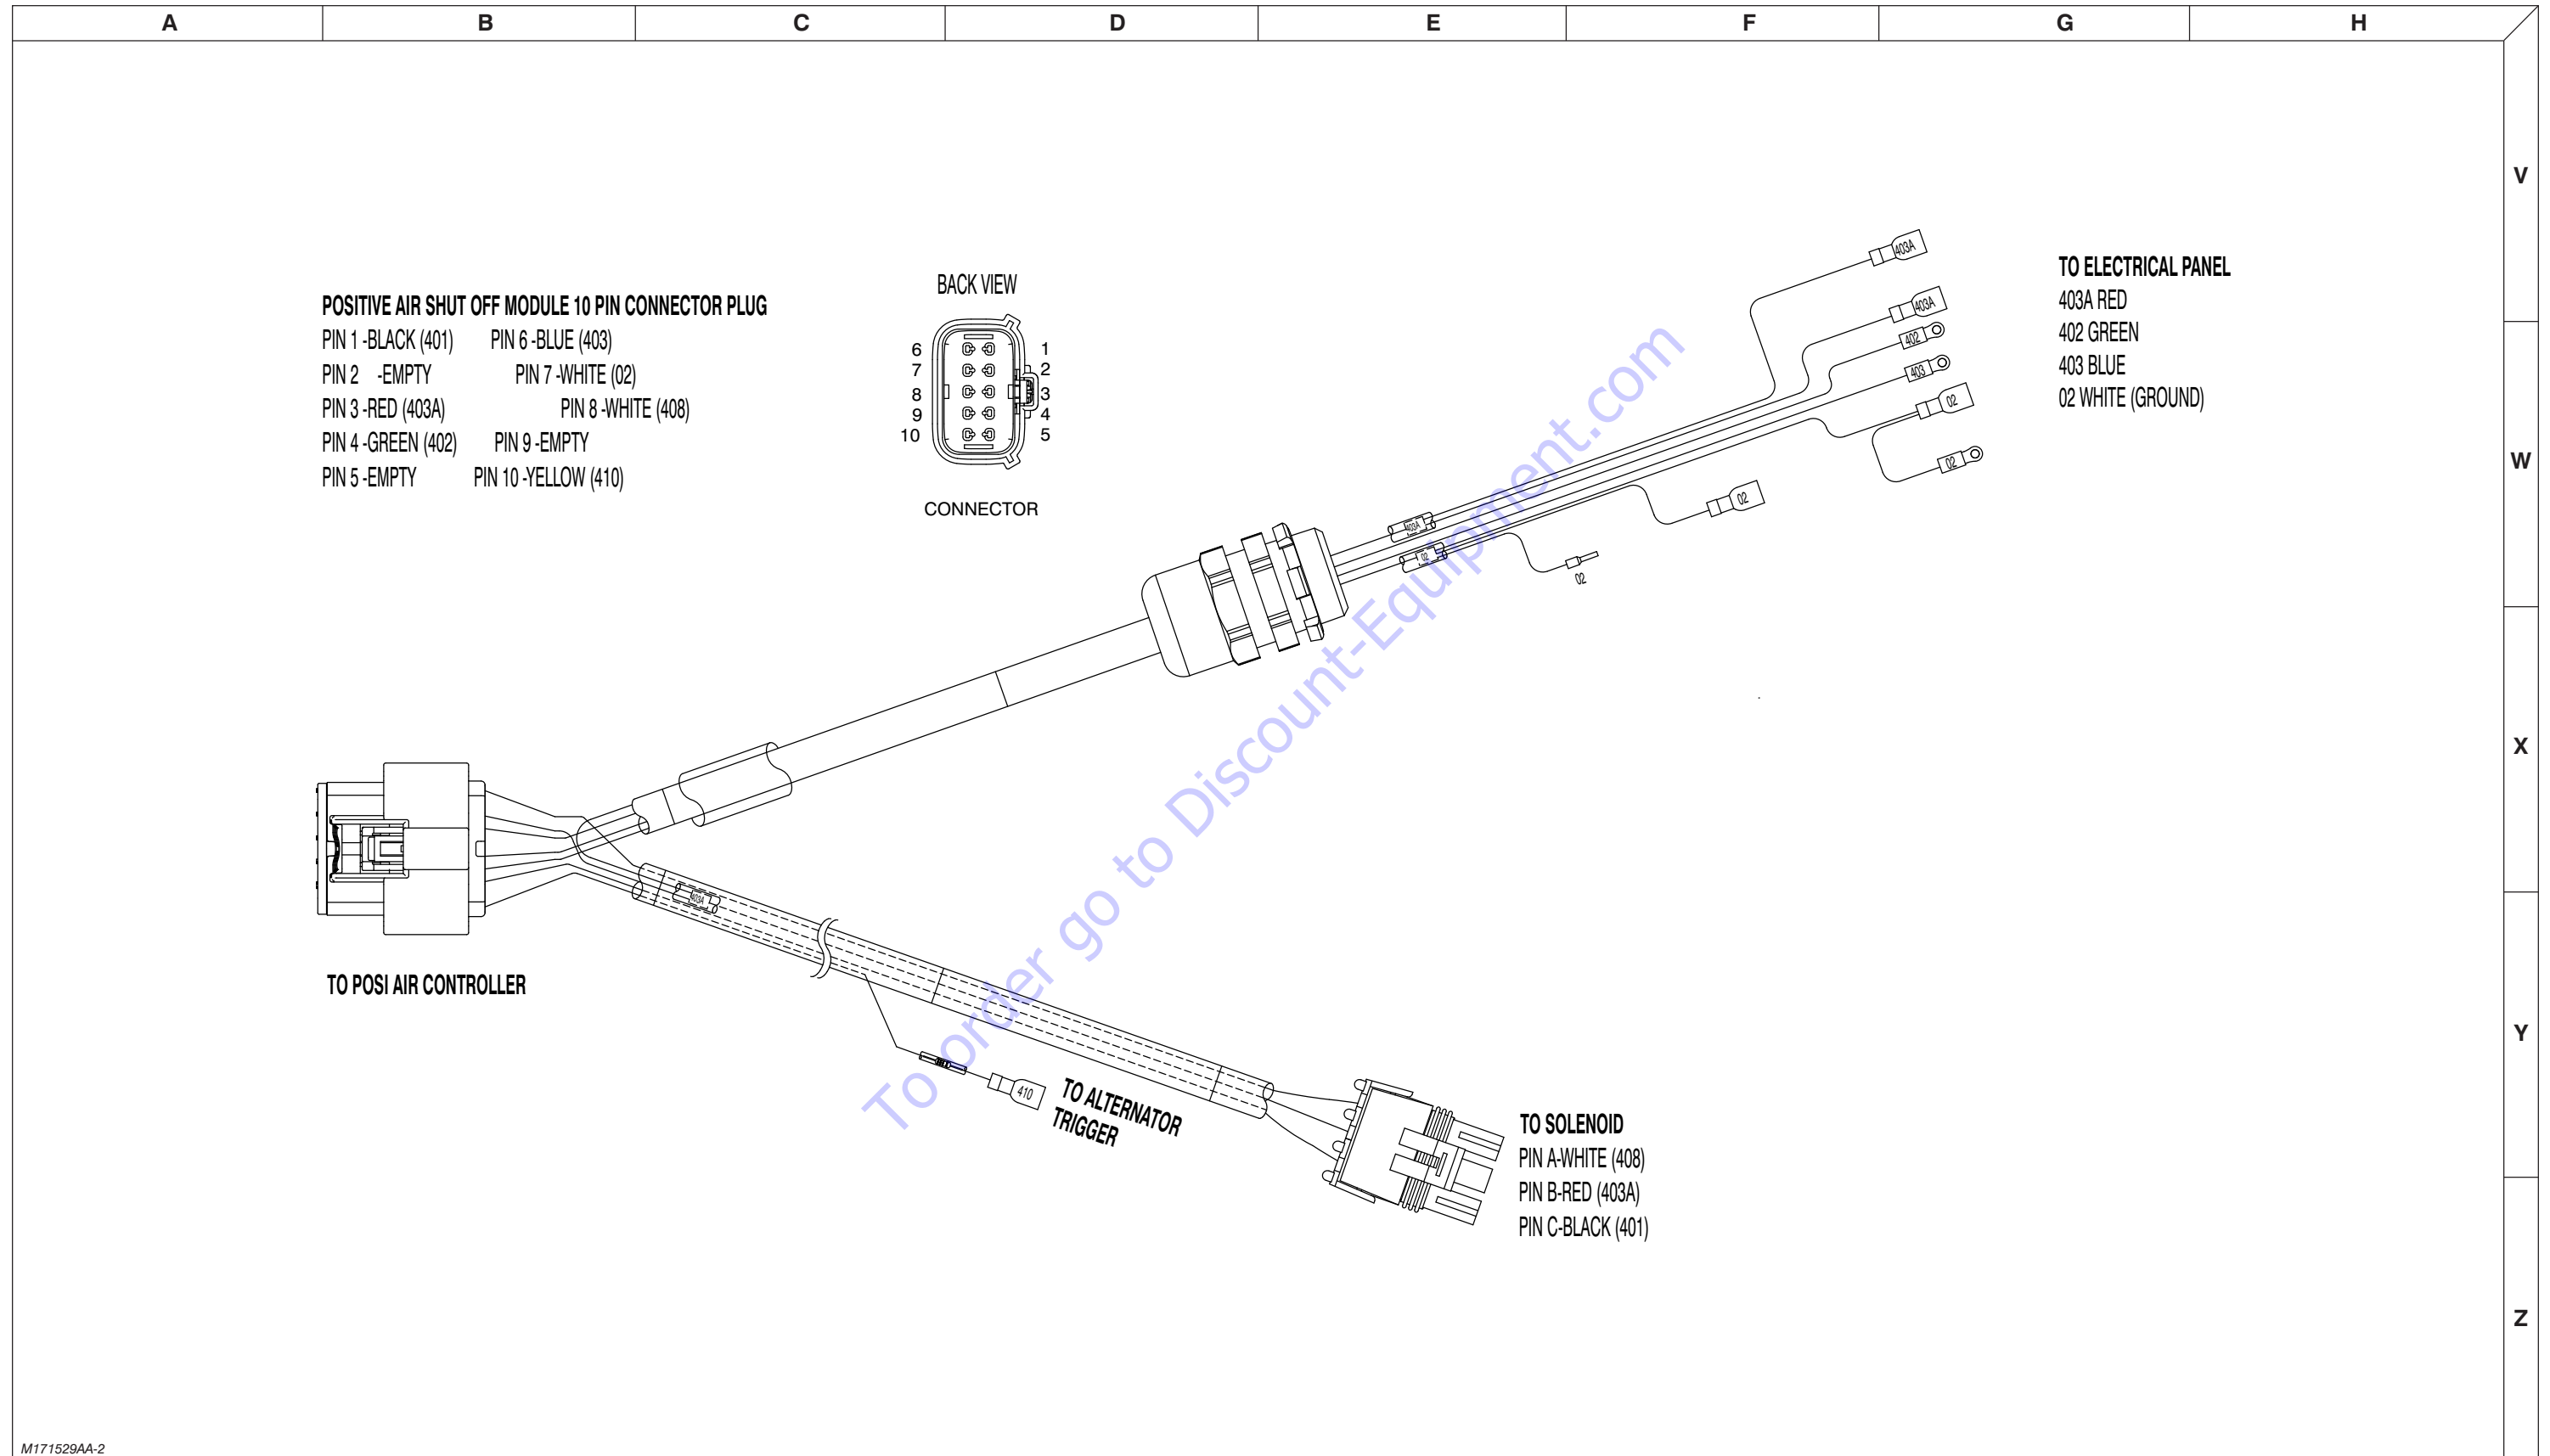 A B C D E F G H
V
W
X
Y
Z
POSITIVE AIR SHUT OFF MODULE 10 PIN CONNECTOR PLUG
PIN 1 -BLACK (401) PIN 6 -BLUE (403)
PIN 2 -EMPTY PIN 7 -WHITE (02)
PIN 3 -RED (403A) PIN 8 -WHITE (408)
PIN 4 -GREEN (402) PIN 9 -EMPTY
PIN 5 -EMPTY PIN 10 -YELLOW (410)
BACK VIEW
6 1
7 2
8 3
9 4
10 5
CONNECTOR
403A
403A
402
403
02
02
02
02
403A
02
TO ELECTRICAL PANEL
403A RED
402 GREEN
403 BLUE
02 WHITE (GROUND)
403A
TO POSI AIR CONTROLLER
410
TO ALTERNATOR
TRIGGER
TO SOLENOID
PIN A-WHITE (408)
PIN B-RED (403A)
PIN C-BLACK (401)
To order go to Discount-Equipment.com
M171529AA-2